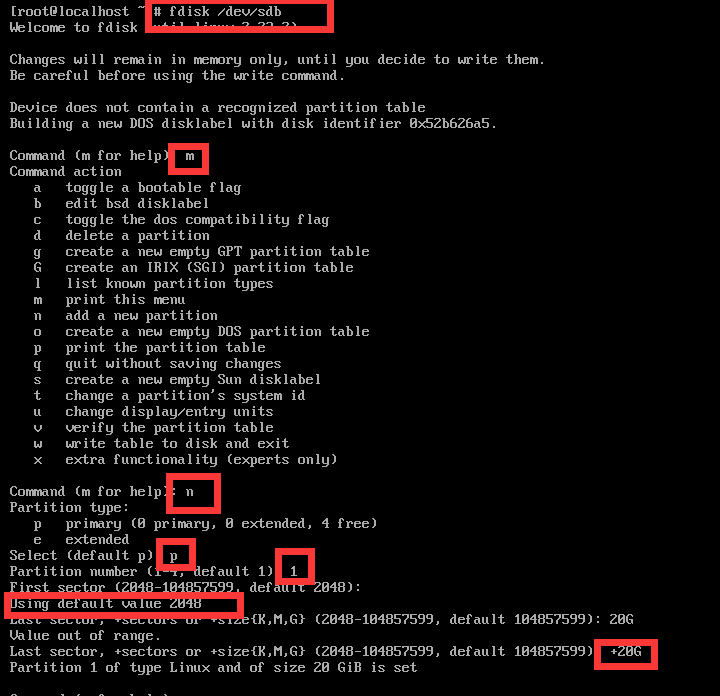 [root@localhost ~ # fdisk /dev/sdb
Welcome to fdisk (util-linux 2.23.2)

Changes will remain in memory only, until you decide to write them.
Be careful before using the write command.

Device does not contain a recognized partition table
Building a new DOS disklabel with disk identifier 0x52b626a5.

Command (m for help) m
Command action
   a   toggle a bootable flag
   b   edit bsd disklabel
   c   toggle the dos compatibility flag
   d   delete a partition
   g   create a new empty GPT partition table
   G   create an IRIX (SGI) partition table
   l   list known partition types
   m   print this menu
   n   add a new partition
   o   create a new empty DOS partition table
   p   print the partition table
   q   quit without saving changes
   s   create a new empty Sun disklabel
   t   change a partition's system id
   u   change display/entry units
   v   verify the partition table
   w   write table to disk and exit
   x   extra functionality (experts only)

Command (m for help): n
Partition type:
   p   primary (0 primary, 0 extended, 4 free)
   e   extended
Select (default p) p
Partition number (1-4, default 1) 1
First sector (2048-104857599, default 2048):
Using default value 2048
Last sector, +sectors or +size{K,M,G} (2048-104857599, default 104857599): 20G
Value out of range.
Last sector, +sectors or +size{K,M,G} (2048-104857599, default 104857599) +20G
Partition 1 of type Linux and of size 20 GiB is set